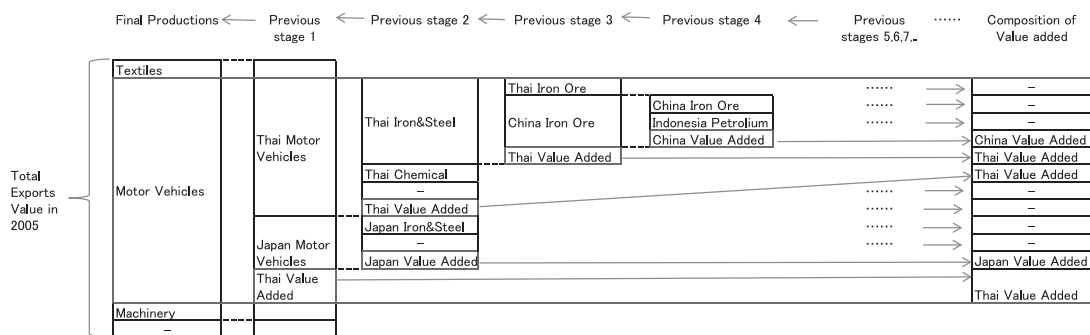 Final Productions
Previous
stage 1
Previous stage 2
Previous stage 3
Previous stage 4
Previous
stages 5,6,7,..
······
Composition of
Value added
Total
Exports
Value in
2005
Textiles
Motor Vehicles
Machinery
–
Thai Motor
Vehicles
Japan Motor
Vehicles
Thai Value
Added
Thai Iron&Steel
Thai Chemical
–
Thai Value Added
Japan Iron&Steel
–
Japan Value Added
Thai Iron Ore
China Iron Ore
Thai Value Added
China Iron Ore
Indonesia Petrolium
China Value Added
······
······
······
······
······
······
······
–
–
–
China Value Added
Thai Value Added
Thai Value Added
–
–
–
–
Japan Value Added
Thai Value Added